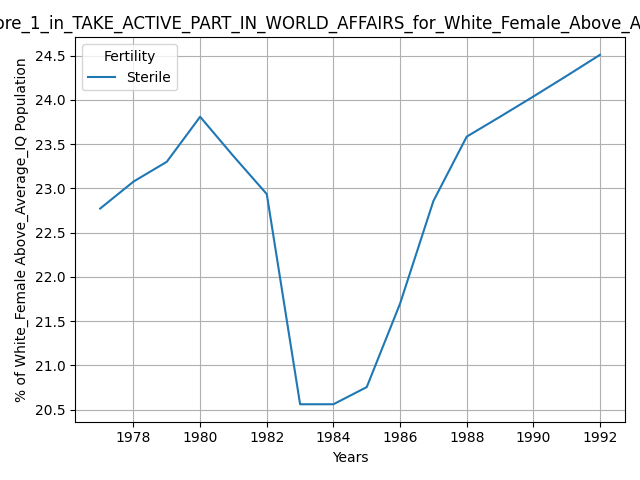 ore_1_in_TAKE_ACTIVE_PART_IN_WORLD_AFFAIRS_for_White_Female_Above_A
Fertility
Sterile
% of White_Female Above_Average_IQ Population
24.5
24.0
23.5
23.0
22.5
22.0
21.5
21.0
20.5
1978 1980 1982 1984 1986 1988 1990 1992
Years